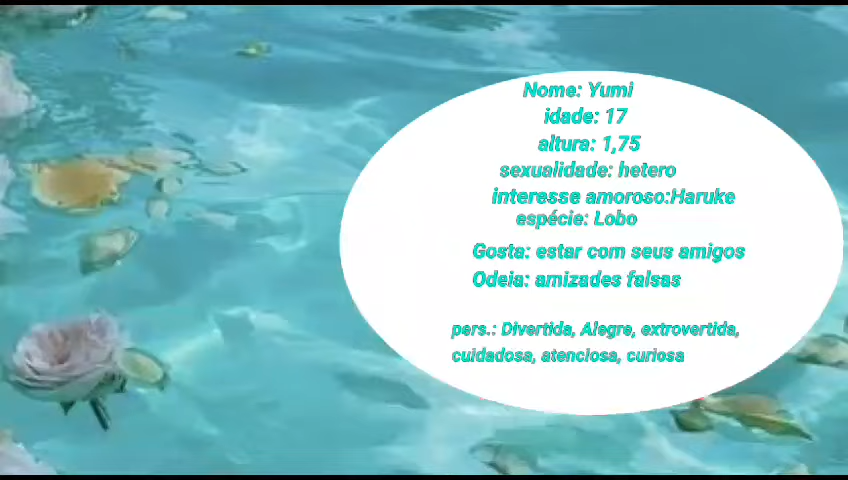 Nome: Yumi
idade: 17
altura: 1,75
sexualidade: hetero
interesse amoroso:Haruke
espécie: Lobo
Gosta: estar com seus amigos
Odeia: amizades falsas
pers.: Divertida, Alegre, extrovertida,
cuidadosa, atenciosa, curiosa